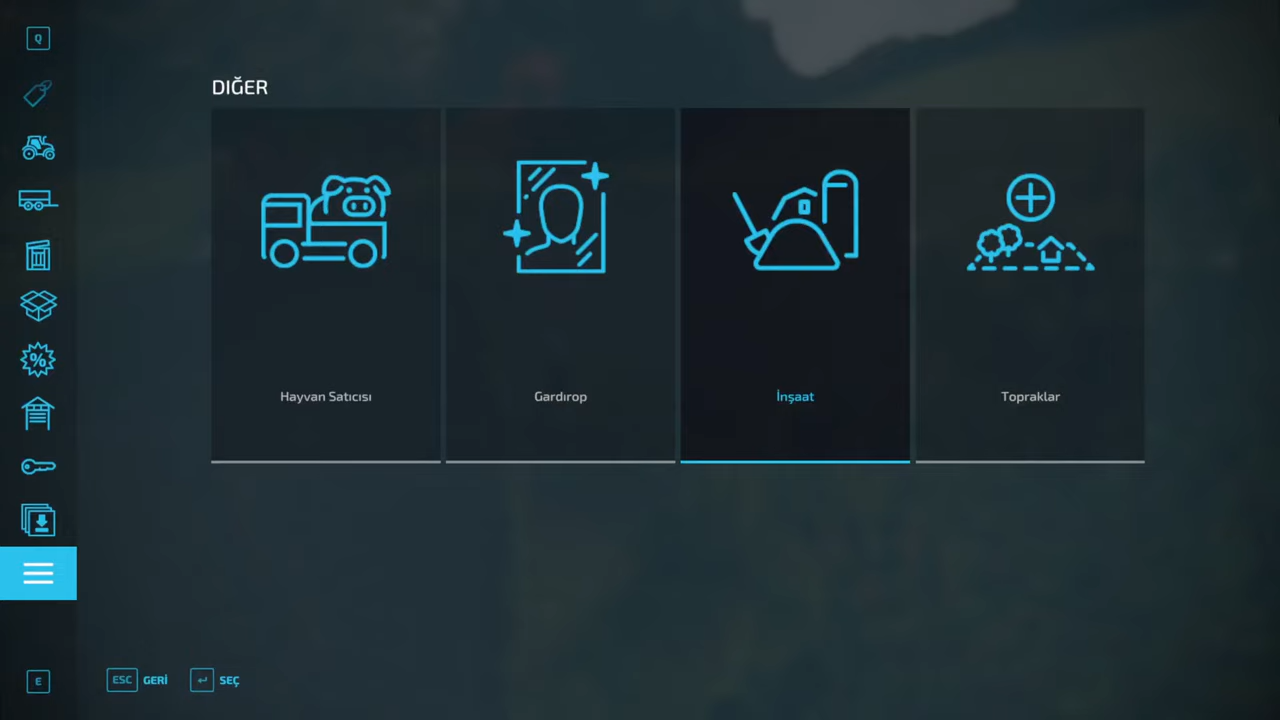 Q
DIĞER
%
Hayvan Satıcısı
Gardırop
İnşaat
Topraklar
E
ESC GERİ
SEÇ